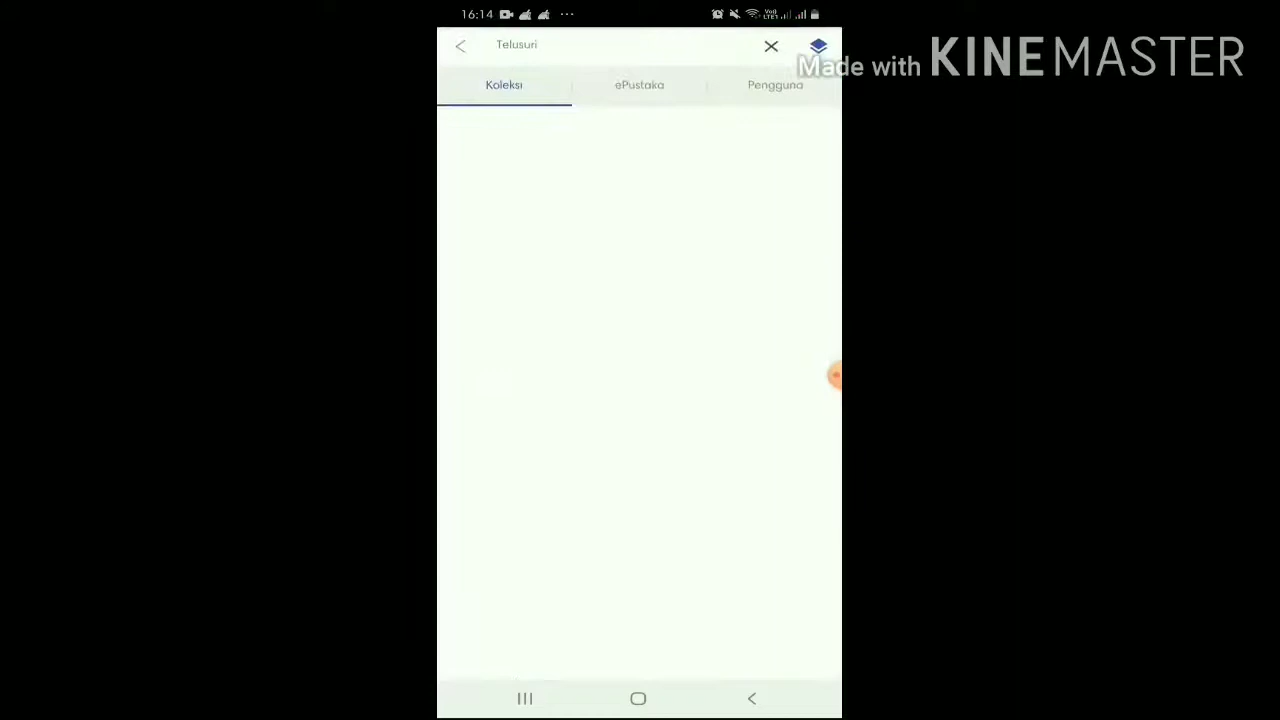 16:14
Telusuri
Made with KINEMASTER
Koleksi
ePustaka
Pengguna